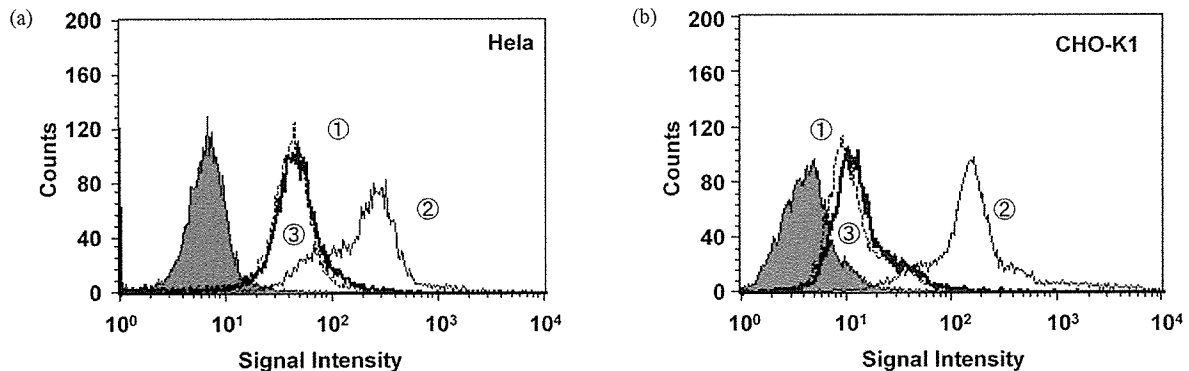 (a)
Hela
200
160
120
80
40
0
Counts
①
②
③
10⁰ 10¹ 10² 10³ 10⁴
Signal Intensity
(b)
CHO-K1
200
160
120
80
40
0
Counts
①
②
③
10⁰ 10¹ 10² 10³ 10⁴
Signal Intensity